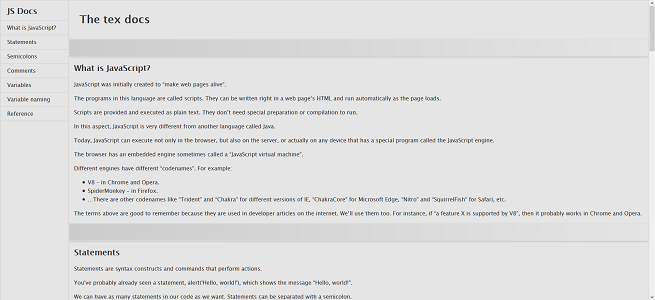 JS Docs
What is JavaScript?
Statements
Semicolons
Comments
Variables
Variable naming
Reference
The tex docs
What is JavaScript?
JavaScript was initially created to "make web pages alive".
The programs in this language are called scripts. They can be written right in a web page's HTML and run automatically as the page loads.
Scripts are provided and executed as plain text. They don't need special preparation or compilation to run.
In this aspect, JavaScript is very different from another language called Java.
Today, JavaScript can execute not only in the browser, but also on the server, or actually on any device that has a special program called the JavaScript engine.
The browser has an embedded engine sometimes called a "JavaScript virtual machine".
Different engines have different "codenames". For example:
• V8 – in Chrome and Opera.
• SpiderMonkey – in Firefox.
• …There are other codenames like "Trident" and "Chakra" for different versions of IE, "ChakraCore" for Microsoft Edge, "Nitro" and "SquirrelFish" for Safari, etc.
The terms above are good to remember because they are used in developer articles on the internet. We'll use them too. For instance, if "a feature X is supported by V8", then it probably works in Chrome and Opera.
Statements
Statements are syntax constructs and commands that perform actions.
You've probably already seen a statement, alert('Hello, world!'), which shows the message "Hello, world!".
We can have as many statements in our code as we want. Statements can be separated with a semicolon.